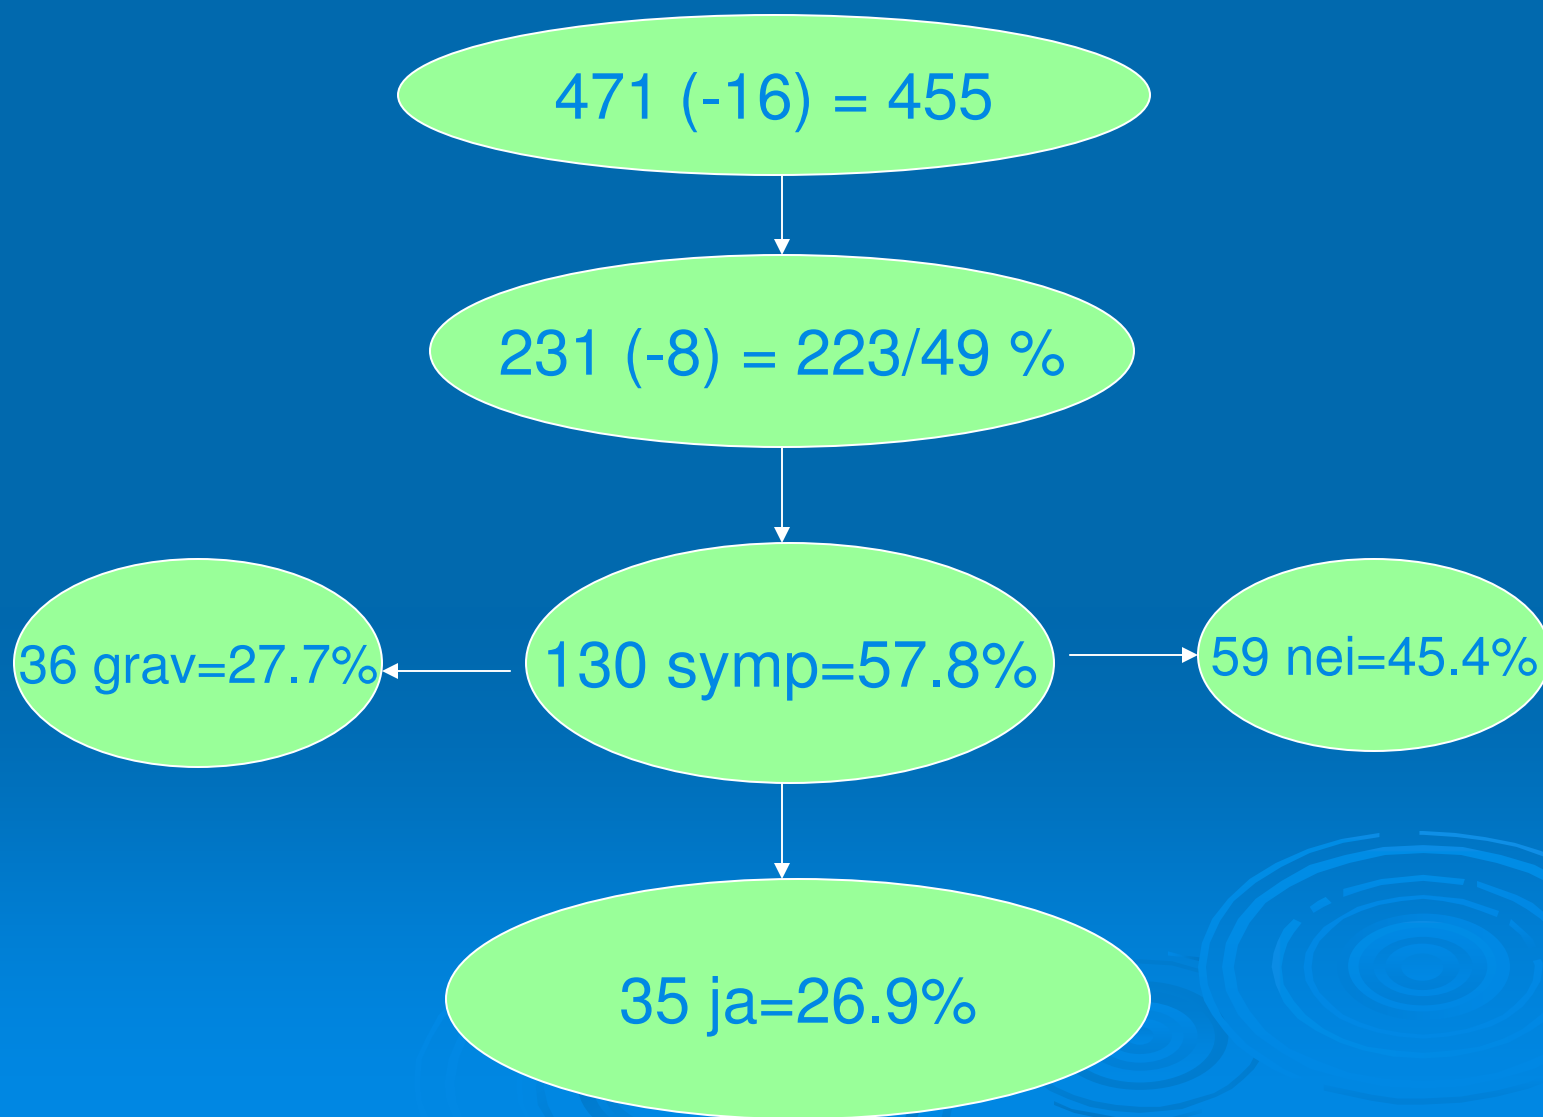 471 (-16) = 455
231 (-8) = 223/49 %
36 grav=27.7%
130 symp=57.8%
59 nei=45.4%
35 ja=26.9%